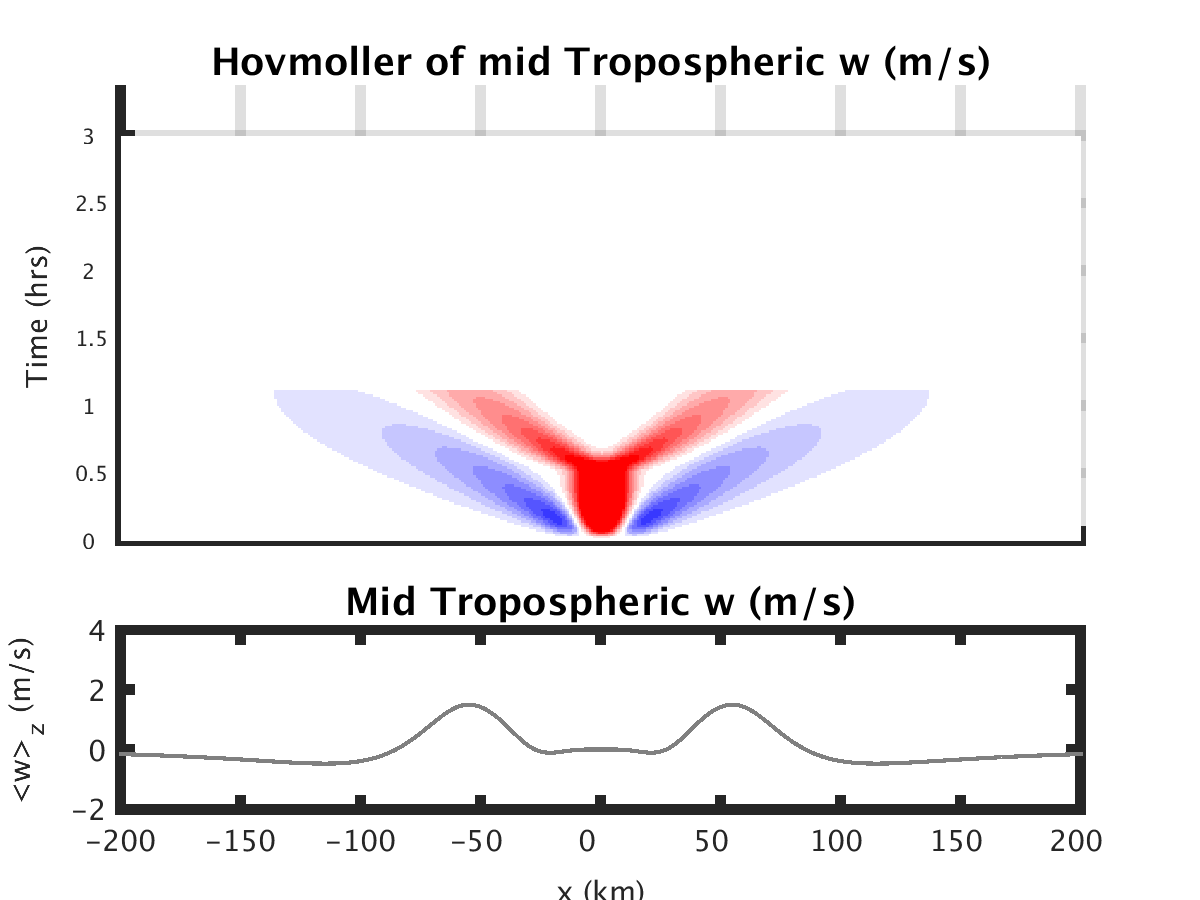 Hovmoller of mid Tropospheric w (m/s)
3
2.5
2
1.5
1
0.5
0
Time (hrs)
Mid Tropospheric w (m/s)
4
2
0
−2
<w> z (m/s)
−200 −150 −100 −50 0 50 100 150 200
x (km)